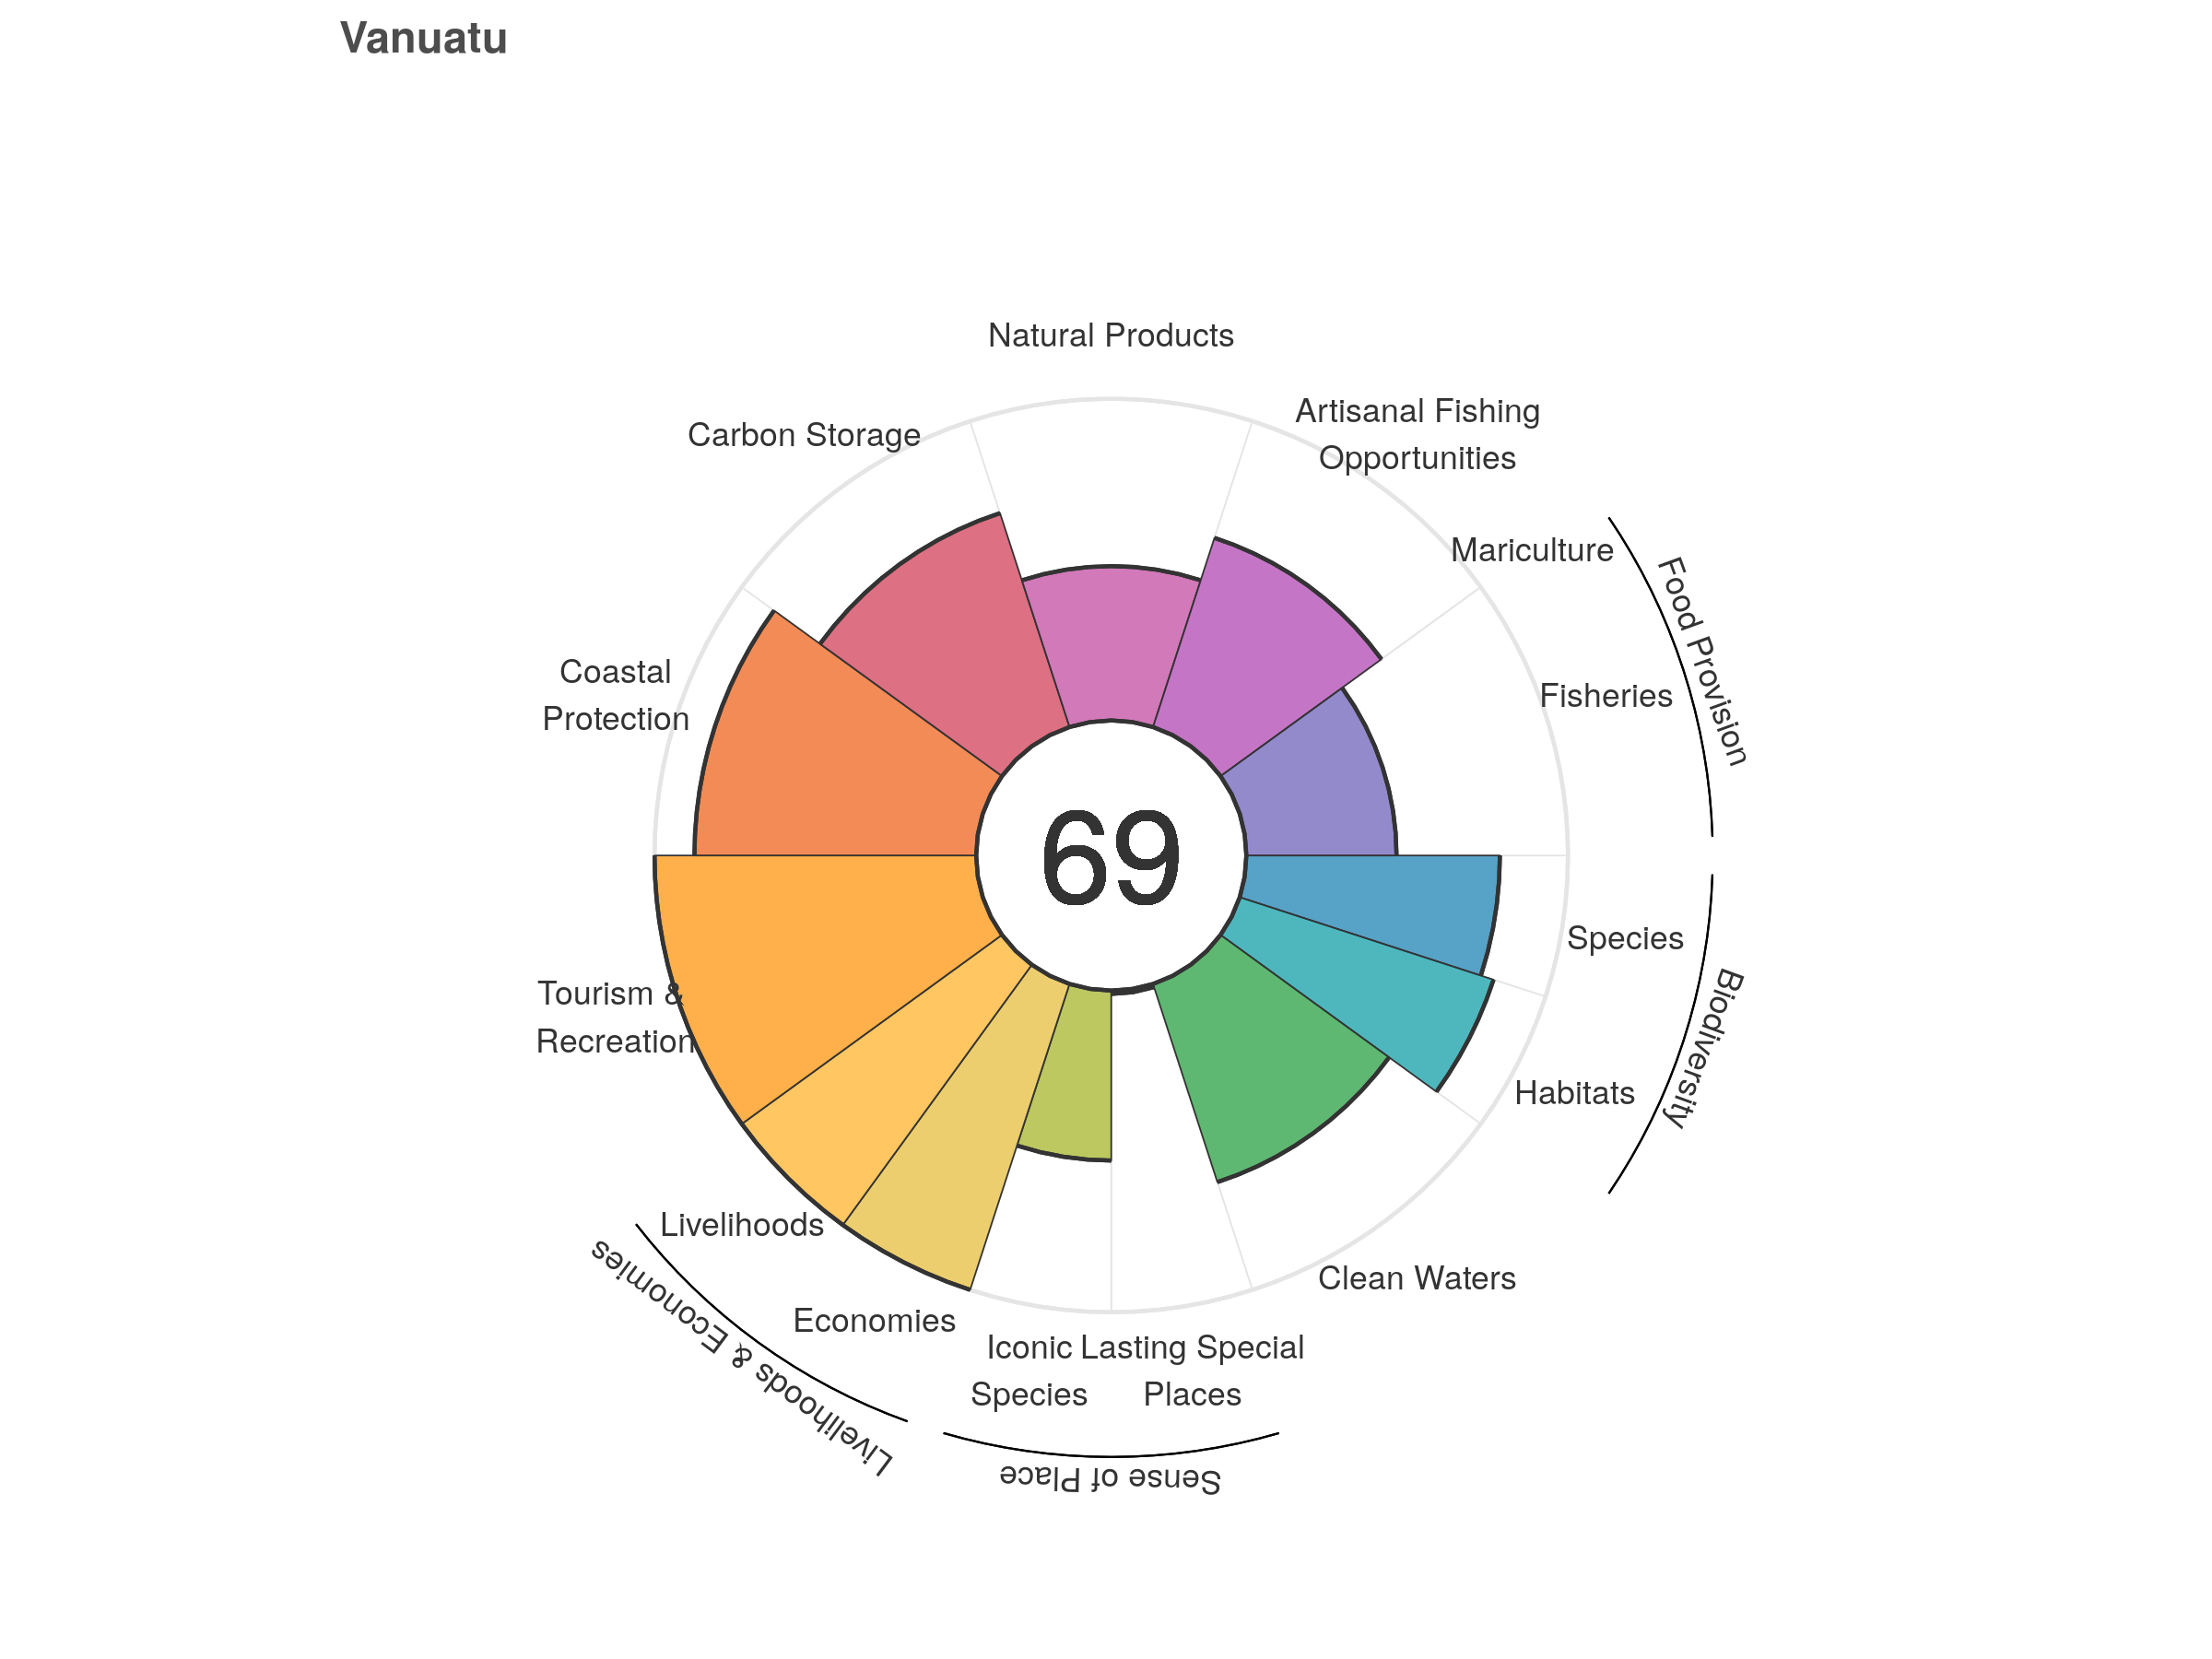 Vanuatu
Natural Products
Artisanal Fishing
Opportunities
Carbon Storage
Mariculture
Food Provision
Fisheries
Coastal
Protection
69
Species
Biodiversity
Tourism &
Recreation
Habitats
Livelihoods
Clean Waters
Economies
Livelihoods & Economies
Iconic
Species
Lasting Special
Places
Sense of Place